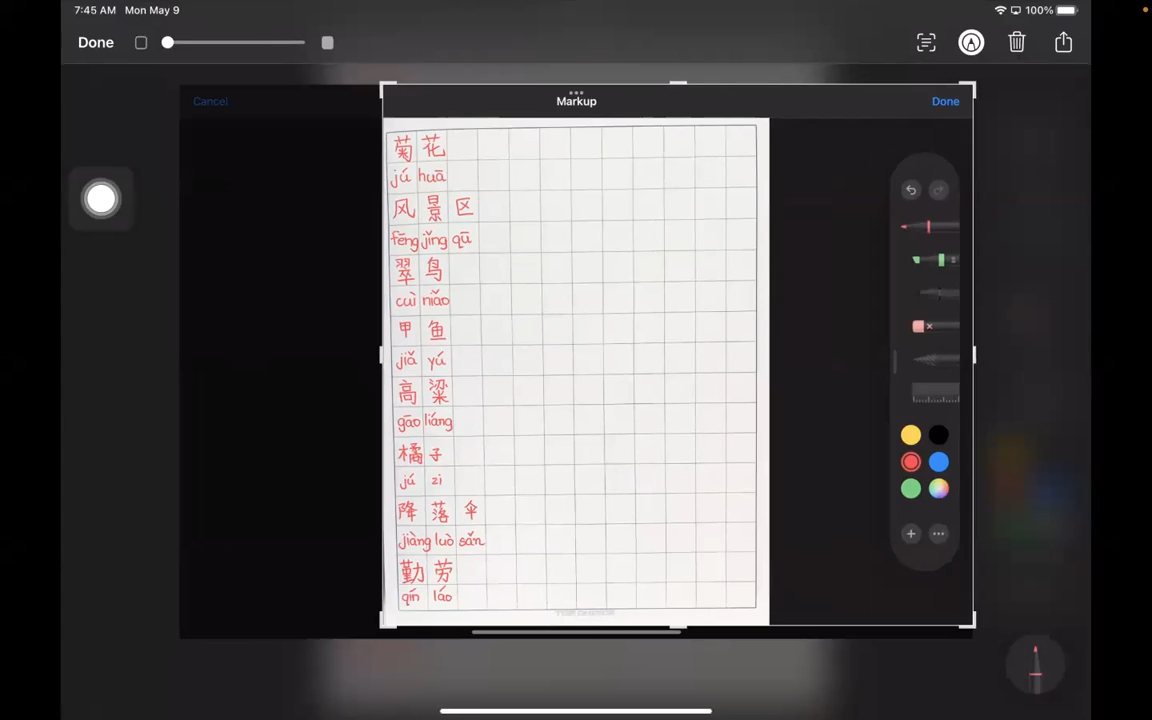 7:45 AM Mon May 9
100%
Done
Cancel
Markup
Done
菊花
jú huā
风景区
fēng jǐng qū
翠鸟
cuì niǎo
甲鱼
jiǎ yú
高粱
gāo liáng
橘子
jú zi
降落伞
jiàng luò sǎn
勤劳
qín láo